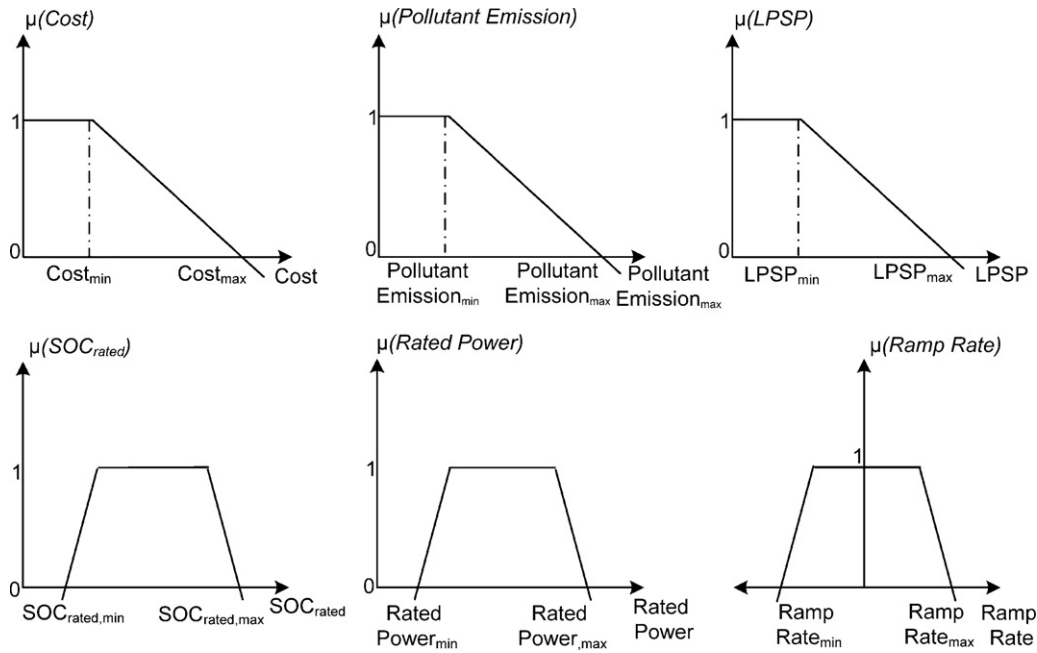 μ(Cost)
1
0
Cost_min
Cost_max
Cost
μ(Pollutant Emission)
1
0
Pollutant
Emission_min
Pollutant
Emission_max
Pollutant
Emission_max
μ(LPSP)
1
0
LPSP_min
LPSP_max
LPSP
μ(SOC_rated)
1
0
SOC_rated,min
SOC_rated,max
SOC_rated
μ(Rated Power)
1
0
Rated
Power_min
Rated
Power_,max
Rated
Power
μ(Ramp Rate)
1
Ramp
Rate_min
Ramp
Rate_max
Ramp
Rate